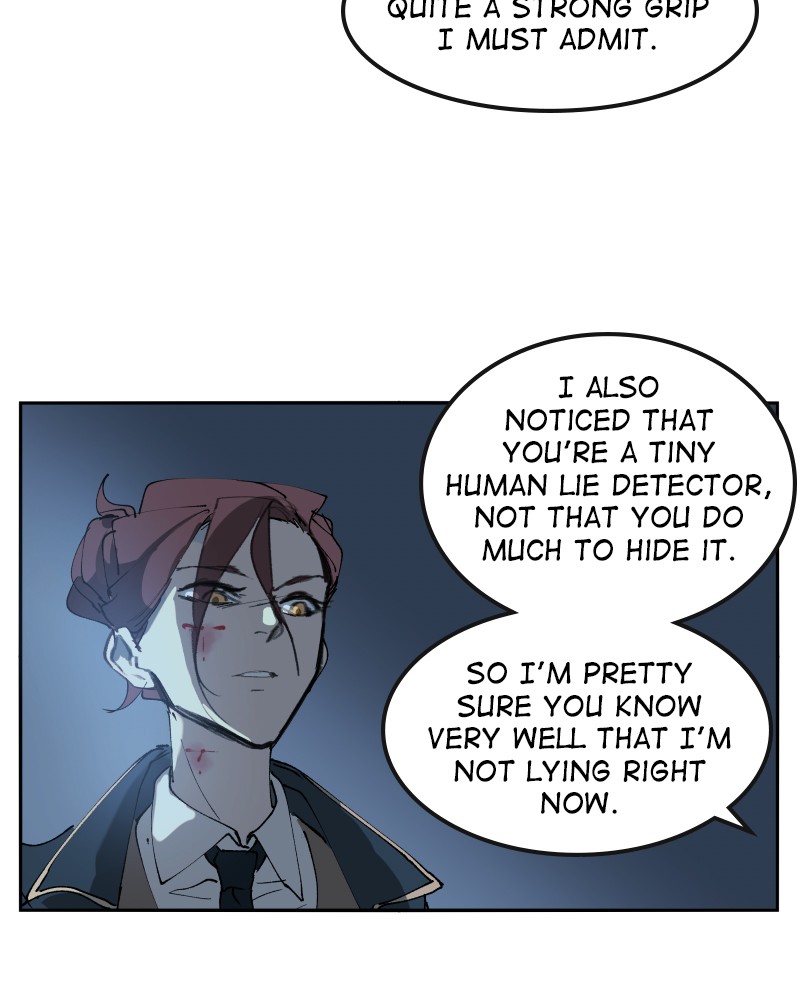 QUITE A STRONG GRIP
I MUST ADMIT.
I ALSO
NOTICED THAT
YOU'RE A TINY
HUMAN LIE DETECTOR,
NOT THAT YOU DO
MUCH TO HIDE IT.
SO I'M PRETTY
SURE YOU KNOW
VERY WELL THAT I'M
NOT LYING RIGHT
NOW.